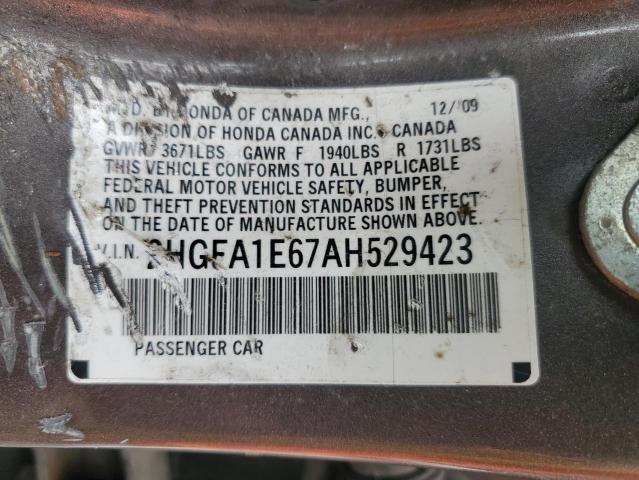 MFD. BY HONDA OF CANADA MFG., 12/'09
A DIVISION OF HONDA CANADA INC., CANADA
GVWR 3671LBS GAWR F 1940LBS R 1731LBS
THIS VEHICLE CONFORMS TO ALL APPLICABLE
FEDERAL MOTOR VEHICLE SAFETY, BUMPER,
AND THEFT PREVENTION STANDARDS IN EFFECT
ON THE DATE OF MANUFACTURE SHOWN ABOVE.
V.I.N. 2HGFA1E67AH529423
PASSENGER CAR